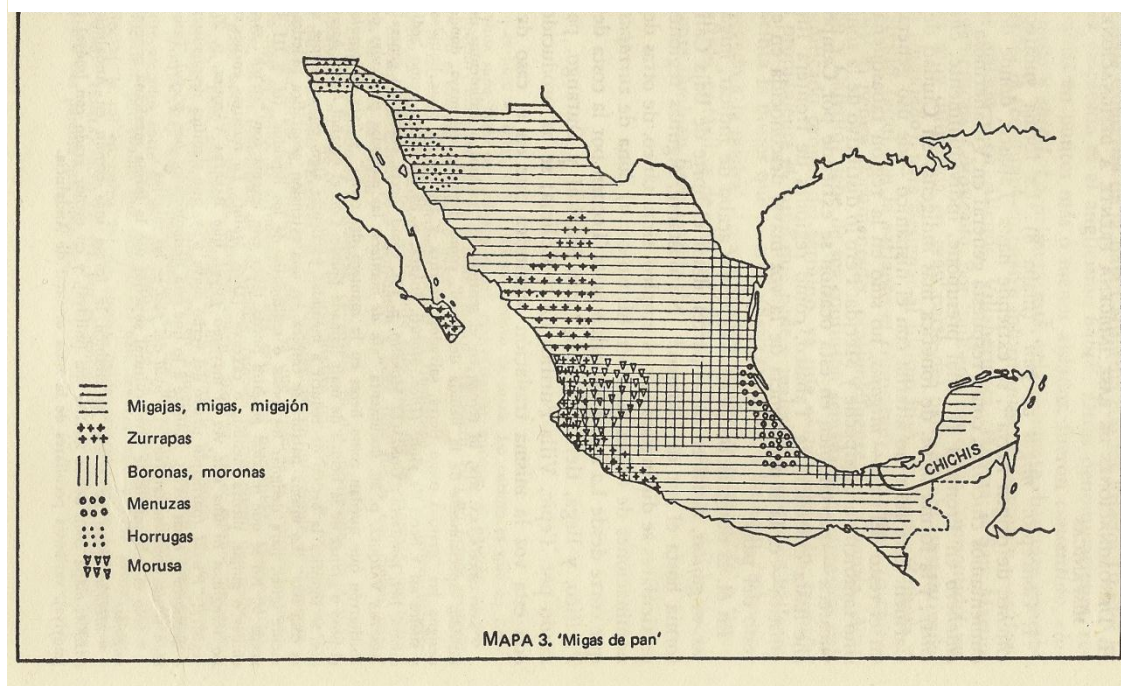 CHICHIS
Migajas, migas, migajón
Zurrapas
Boronas, moronas
Menuzas
Horrugas
Morusa
MAPA 3. 'Migas de pan'